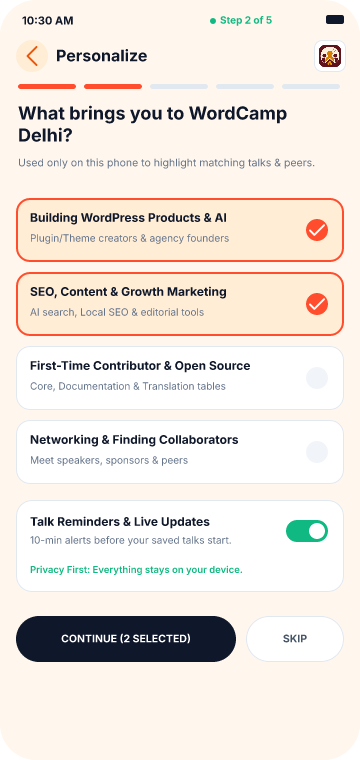 10:30 AM
Step 2 of 5
Personalize
What brings you to WordCamp
Delhi?
Used only on this phone to highlight matching talks & peers.
Building WordPress Products & AI
Plugin/Theme creators & agency founders
SEO, Content & Growth Marketing
AI search, Local SEO & editorial tools
First-Time Contributor & Open Source
Core, Documentation & Translation tables
Networking & Finding Collaborators
Meet speakers, sponsors & peers
Talk Reminders & Live Updates
10-min alerts before your saved talks start.
Privacy First: Everything stays on your device.
CONTINUE (2 SELECTED)
SKIP